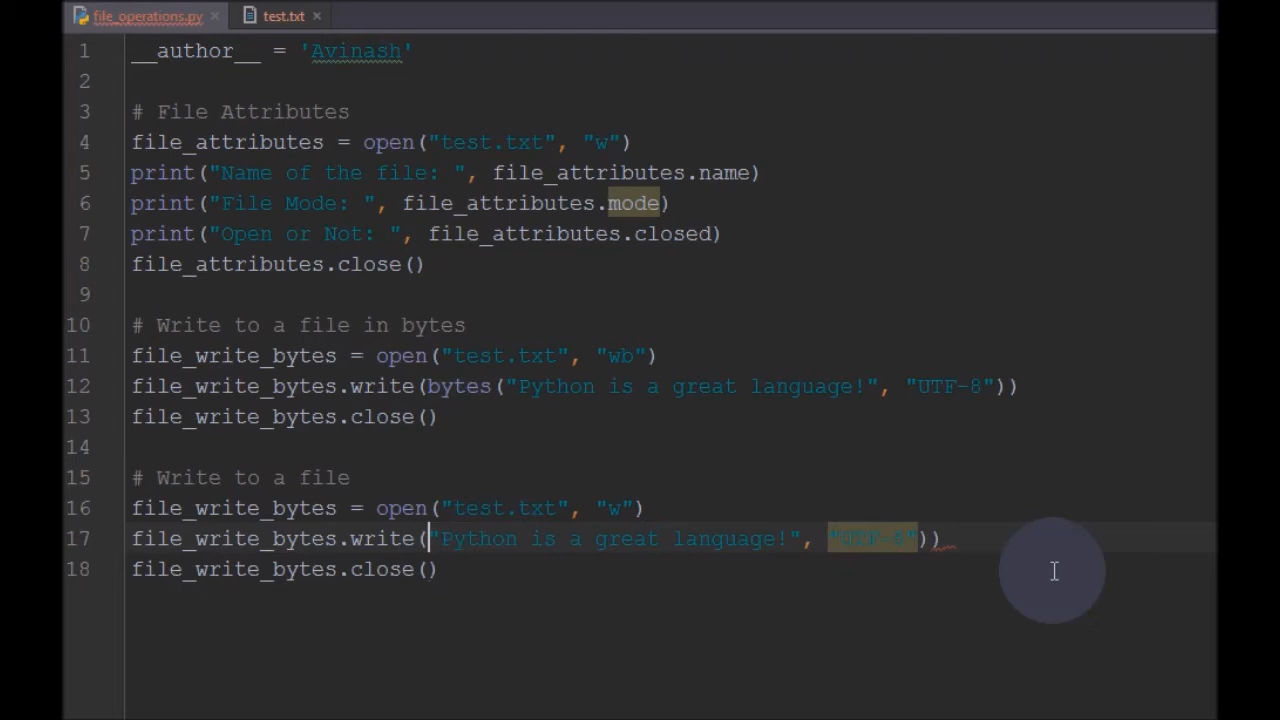 file_operations.py × test.txt ×
1 __author__ = 'Avinash'
2
3 # File Attributes
4 file_attributes = open("test.txt", "w")
5 print("Name of the file: ", file_attributes.name)
6 print("File Mode: ", file_attributes.mode)
7 print("Open or Not: ", file_attributes.closed)
8 file_attributes.close()
9
10 # Write to a file in bytes
11 file_write_bytes = open("test.txt", "wb")
12 file_write_bytes.write(bytes("Python is a great language!", "UTF-8"))
13 file_write_bytes.close()
14
15 # Write to a file
16 file_write_bytes = open("test.txt", "w")
17 file_write_bytes.write("Python is a great language!", "UTF-8"))
18 file_write_bytes.close()